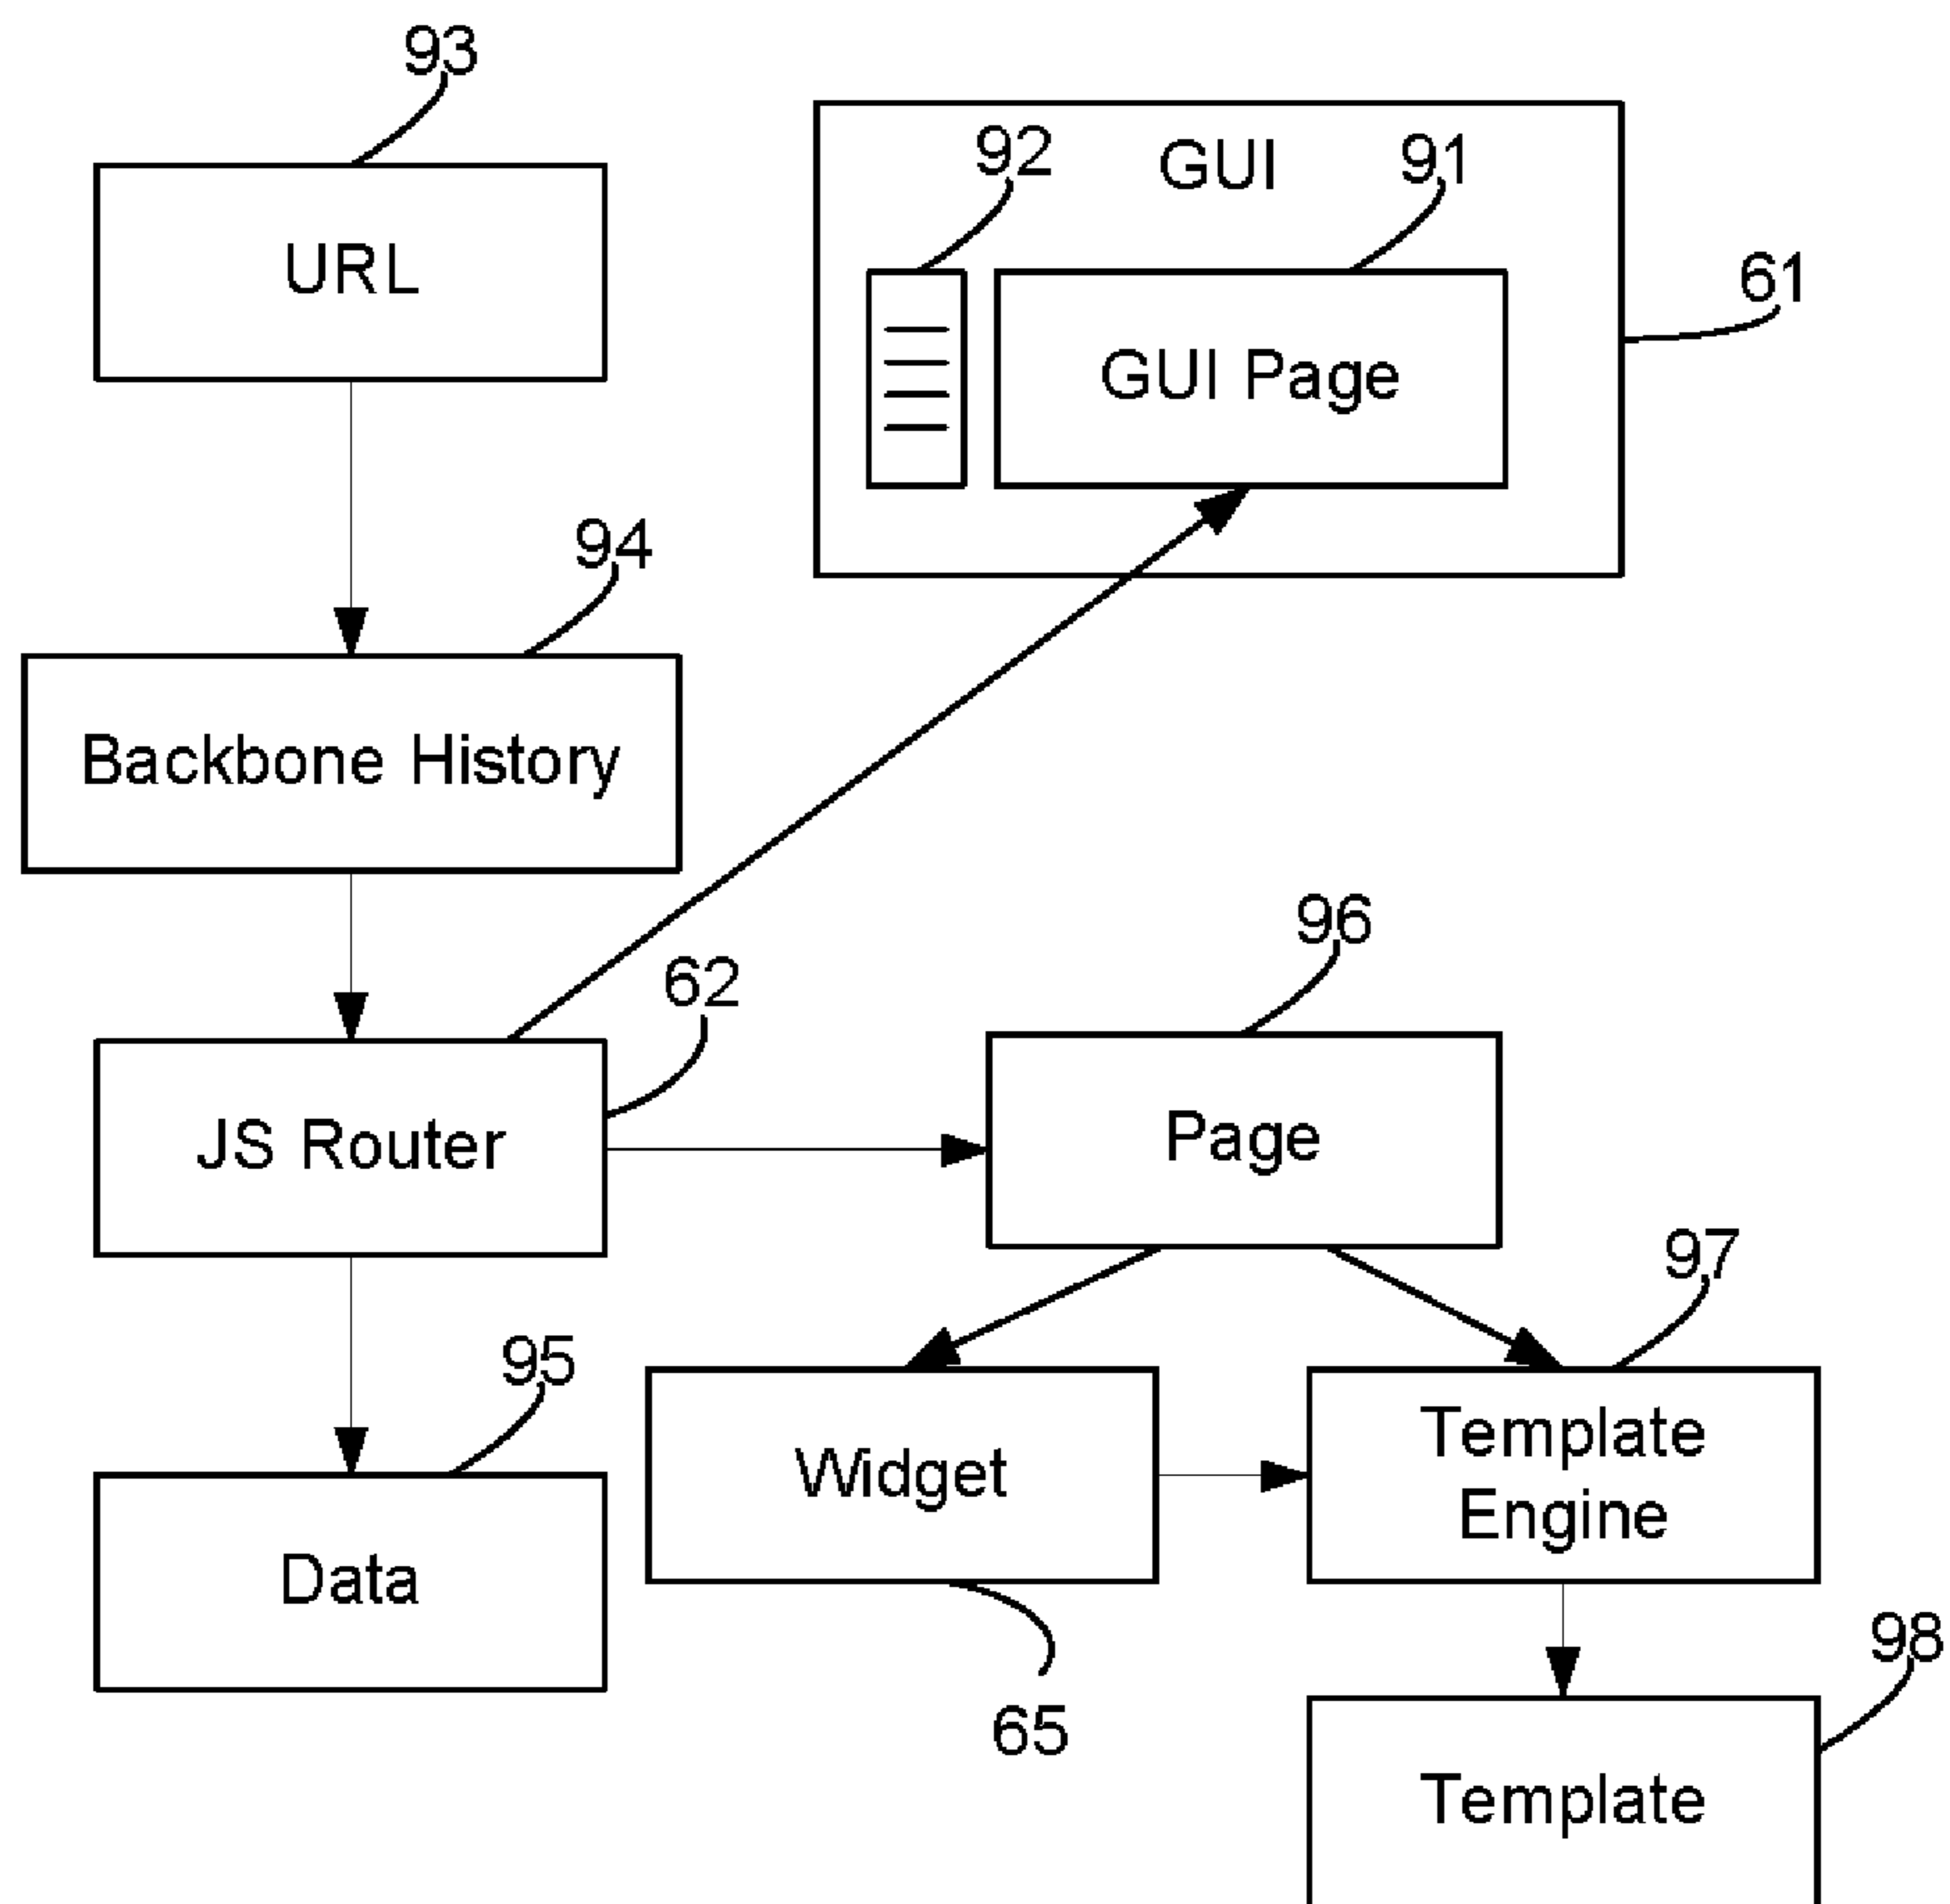 93
92
GUI
91
URL
61
GUI Page
94
Backbone History
96
62
JS Router
Page
97
95
Widget
Template
Engine
Data
98
65
Template